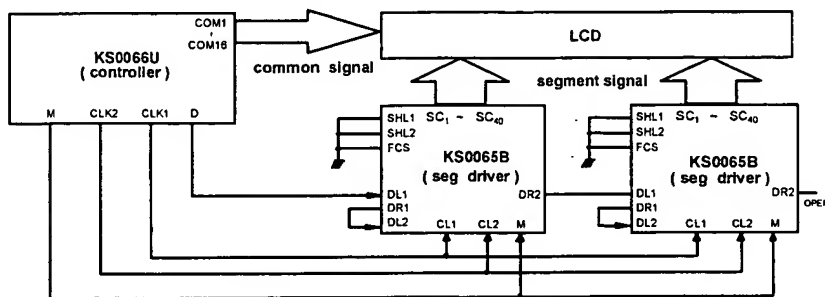 KS0066U
( controller )
COM1
,
COM16
M CLK2 CLK1 D
common signal
LCD
segment signal
SHL1
SHL2
FCS
SC1 ~ SC40
KS0065B
( seg driver )
DL1
DR1
DL2
DR2
CL1 CL2 M
SHL1
SHL2
FCS
SC1 ~ SC40
KS0065B
( seg driver )
DL1
DR1
DL2
DR2
CL1 CL2 M